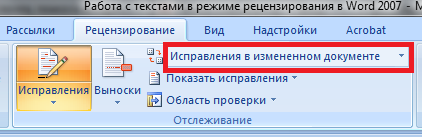 Работа с текстами в режиме рецензирования в Word 2007 -
Рассылки Рецензирование Вид Надстройки Acrobat
Исправления в измененном документе
Исправления Выноски Показать исправления
Область проверки
Отслеживание